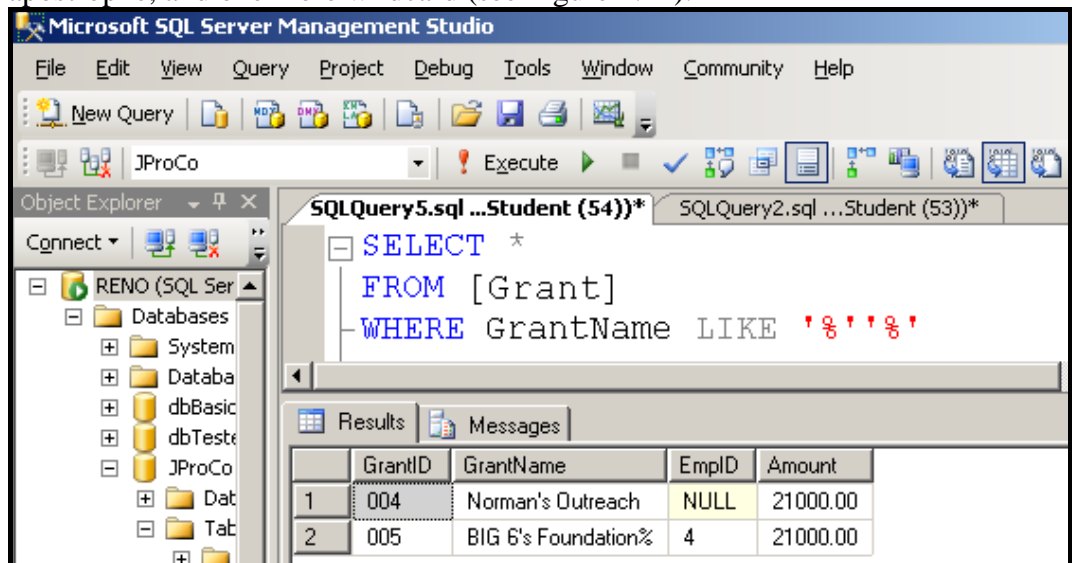 Microsoft SQL Server Management Studio
File Edit View Query Project Debug Tools Window Community Help
New Query
JProCo Execute
Object Explorer
SQLQuery5.sql ...Student (54))* SQLQuery2.sql ...Student (53))*
Connect
SELECT *
FROM [Grant]
WHERE GrantName LIKE '%''%'
RENO (SQL Ser
Databases
System
Databa
dbBasic
dbTeste
JProCo
Dat
Tab
Results Messages
GrantID GrantName EmpID Amount
1 004 Norman's Outreach NULL 21000.00
2 005 BIG 6's Foundation% 4 21000.00